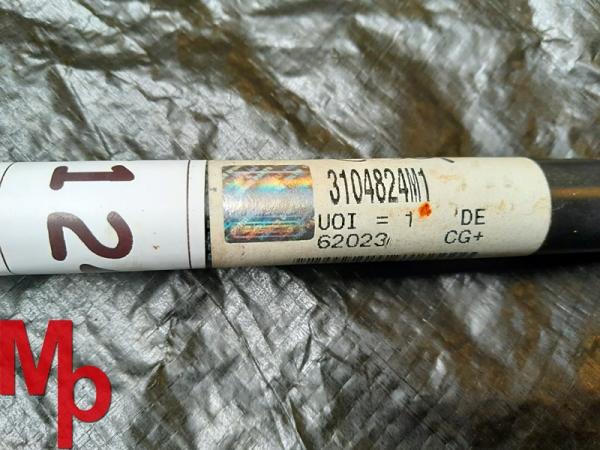 12
3104824M1
UOI = 1 DE
62023 CG+
Mp